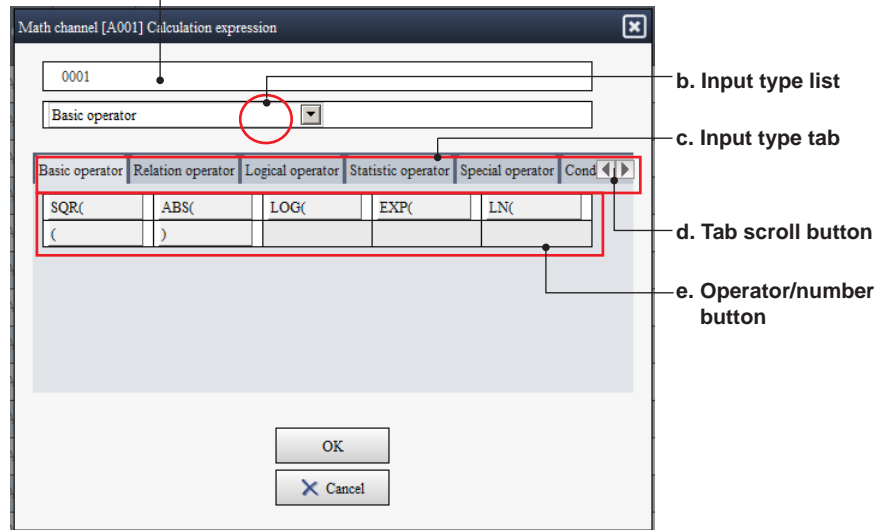 Math channel [A001] Calculation expression
0001
b. Input type list
Basic operator
c. Input type tab
Basic operator Relation operator Logical operator Statistic operator Special operator Cond
SQR( ABS( LOG( EXP( LN(
( )
d. Tab scroll button
e. Operator/number
button
OK
Cancel